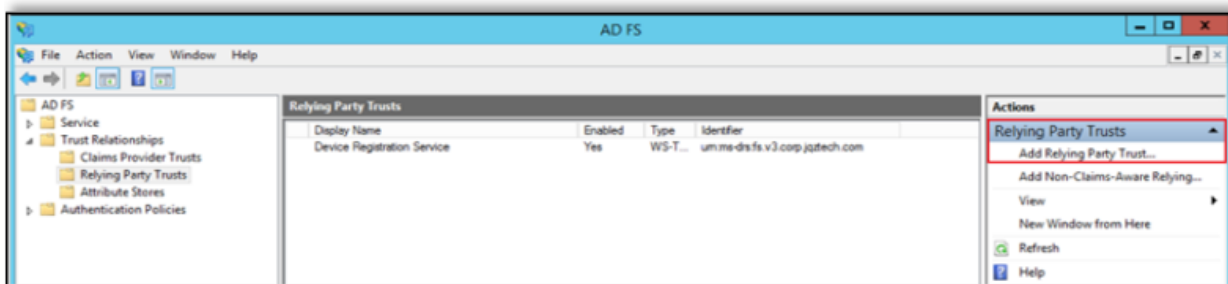 AD FS
File Action View Window Help
AD FS
Service
Trust Relationships
Claims Provider Trusts
Relying Party Trusts
Attribute Stores
Authentication Policies
Relying Party Trusts
Display Name Enabled Type Identifier
Device Registration Service Yes WS-T... urn:ms-drs:fs.v3.corp.jqztech.com
Actions
Relying Party Trusts
Add Relying Party Trust...
Add Non-Claims-Aware Relying...
View
New Window from Here
Refresh
Help